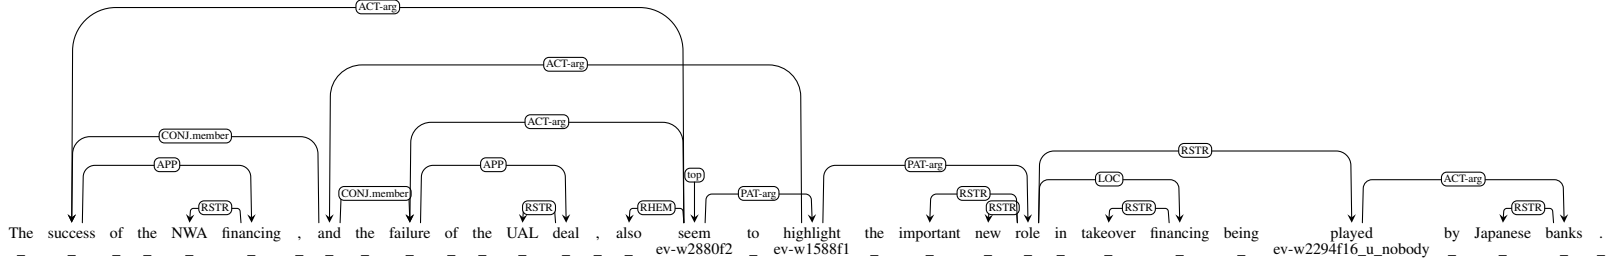 ACT-arg
ACT-arg
ACT-arg
CONJ.member RSTR
APP APP top PAT-arg
CONJ.member PAT-arg RSTR LOC ACT-arg
RSTR RSTR RHEM RSTR RSTR RSTR
The success of the NWA financing , and the failure of the UAL deal , also seem to highlight the important new role in takeover financing being played by Japanese banks .
_ _ _ _ _ _ _ _ _ _ _ _ _ _ _ _ ev-w2880f2 _ ev-w1588f1 _ _ _ _ _ _ _ _ ev-w2294f16_u_nobody _ _ _ _